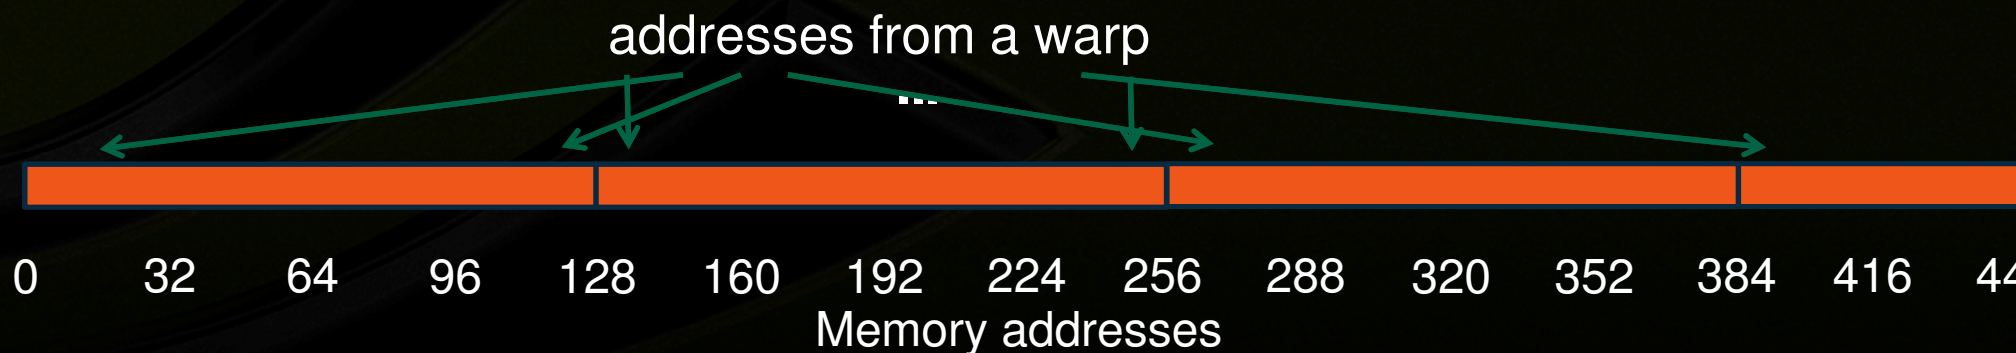 addresses from a warp
...
0 32 64 96 128 160 192 224 256 288 320 352 384 416
Memory addresses